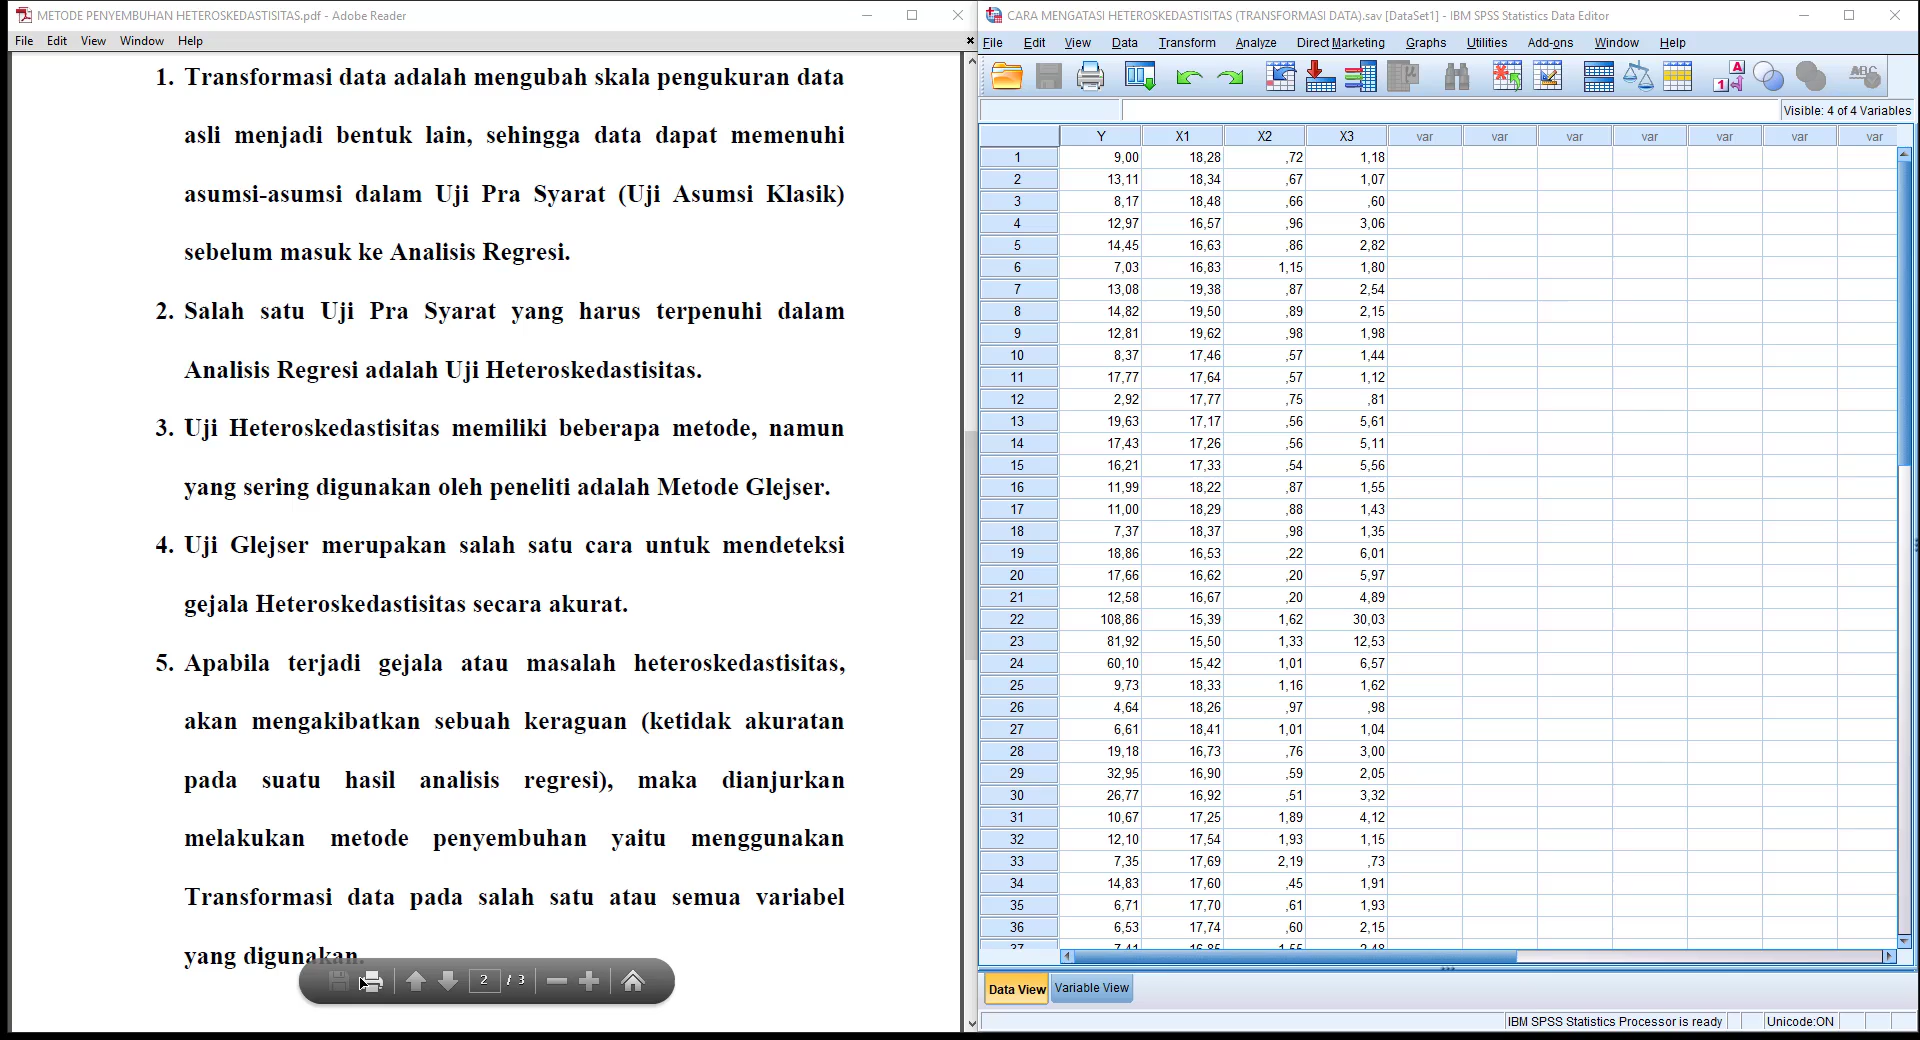 METODE PENYEMBUHAN HETEROSKEDASTISITAS.pdf - Adobe Reader
File Edit View Window Help
1. Transformasi data adalah mengubah skala pengukuran data
asli menjadi bentuk lain, sehingga data dapat memenuhi
asumsi-asumsi dalam Uji Pra Syarat (Uji Asumsi Klasik)
sebelum masuk ke Analisis Regresi.
2. Salah satu Uji Pra Syarat yang harus terpenuhi dalam
Analisis Regresi adalah Uji Heteroskedastisitas.
3. Uji Heteroskedastisitas memiliki beberapa metode, namun
yang sering digunakan oleh peneliti adalah Metode Glejser.
4. Uji Glejser merupakan salah satu cara untuk mendeteksi
gejala Heteroskedastisitas secara akurat.
5. Apabila terjadi gejala atau masalah heteroskedastisitas,
akan mengakibatkan sebuah keraguan (ketidak akuratan
pada suatu hasil analisis regresi), maka dianjurkan
melakukan metode penyembuhan yaitu menggunakan
Transformasi data pada salah satu atau semua variabel
yang digunakan.
2 / 3
CARA MENGATASI HETEROSKEDASTISITAS (TRANSFORMASI DATA).sav [DataSet1] - IBM SPSS Statistics Data Editor
File Edit View Data Transform Analyze Direct Marketing Graphs Utilities Add-ons Window Help
Visible: 4 of 4 Variables
Y X1 X2 X3 var var var var var var var
1 9,00 18,28 ,72 1,18
2 13,11 18,34 ,67 1,07
3 8,17 18,48 ,66 ,60
4 12,97 16,57 ,96 3,06
5 14,45 16,63 ,86 2,82
6 7,03 16,83 1,15 1,80
7 13,08 19,38 ,87 2,54
8 14,82 19,50 ,89 2,15
9 12,81 19,62 ,98 1,98
10 8,37 17,46 ,57 1,44
11 17,77 17,64 ,57 1,12
12 2,92 17,77 ,75 ,81
13 19,63 17,17 ,56 5,61
14 17,43 17,26 ,56 5,11
15 16,21 17,33 ,54 5,56
16 11,99 18,22 ,87 1,55
17 11,00 18,29 ,88 1,43
18 7,37 18,37 ,98 1,35
19 18,86 16,53 ,22 6,01
20 17,66 16,62 ,20 5,97
21 12,58 16,67 ,20 4,89
22 108,86 15,39 1,62 30,03
23 81,92 15,50 1,33 12,53
24 60,10 15,42 1,01 6,57
25 9,73 18,33 1,16 1,62
26 4,64 18,26 ,97 ,98
27 6,61 18,41 1,01 1,04
28 19,18 16,73 ,76 3,00
29 32,95 16,90 ,59 2,05
30 26,77 16,92 ,51 3,32
31 10,67 17,25 1,89 4,12
32 12,10 17,54 1,93 1,15
33 7,35 17,69 2,19 ,73
34 14,83 17,60 ,45 1,91
35 6,71 17,70 ,61 1,93
36 6,53 17,74 ,60 2,15
Data View Variable View
IBM SPSS Statistics Processor is ready Unicode:ON